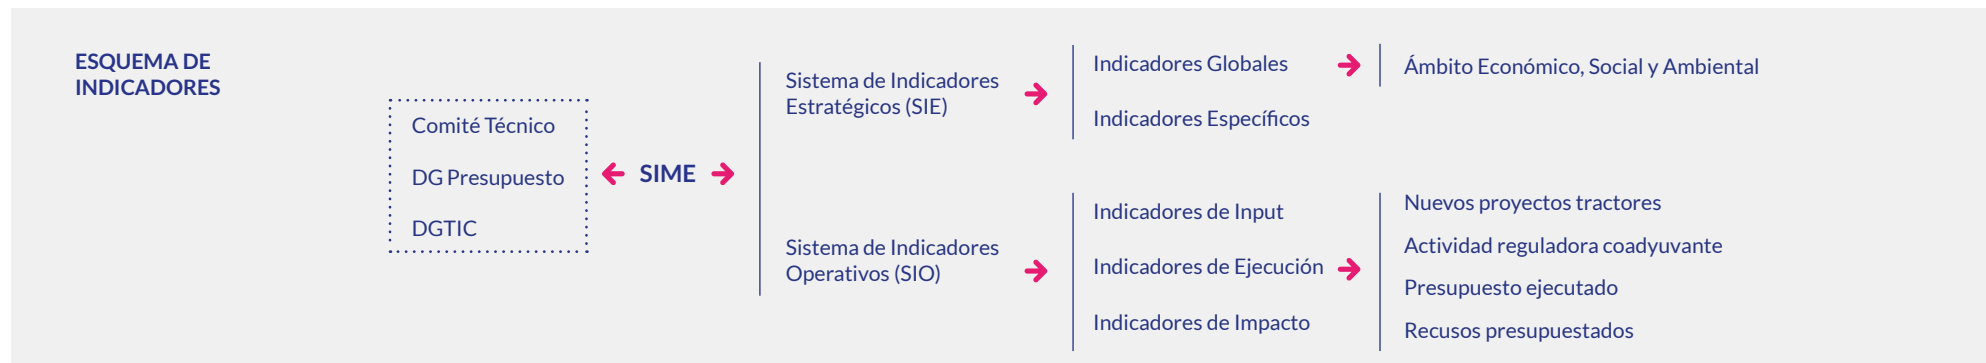 ESQUEMA DE
INDICADORES
Comité Técnico
DG Presupuesto
DGTIC
SIME
Sistema de Indicadores
Estratégicos (SIE)
Sistema de Indicadores
Operativos (SIO)
Indicadores Globales
Indicadores Específicos
Indicadores de Input
Indicadores de Ejecución
Indicadores de Impacto
Ámbito Económico, Social y Ambiental
Nuevos proyectos tractores
Actividad reguladora coadyuvante
Presupuesto ejecutado
Recusos presupuestados